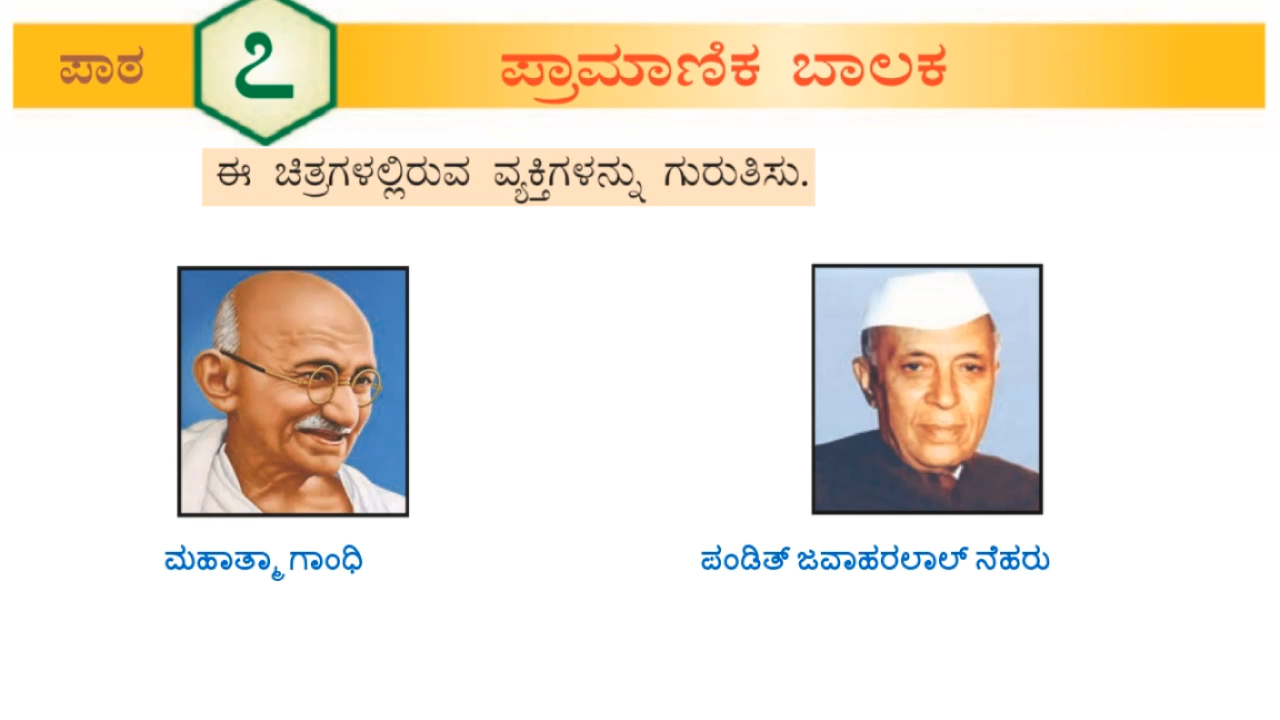 ಪಾಠ ೭ ಪ್ರಾಮಾಣಿಕ ಬಾಲಕ
ಈ ಚಿತ್ರಗಳಲ್ಲಿರುವ ವ್ಯಕ್ತಿಗಳನ್ನು ಗುರುತಿಸು.
ಮಹಾತ್ಮಾ ಗಾಂಧಿ
ಪಂಡಿತ್ ಜವಾಹರಲಾಲ್ ನೆಹರು